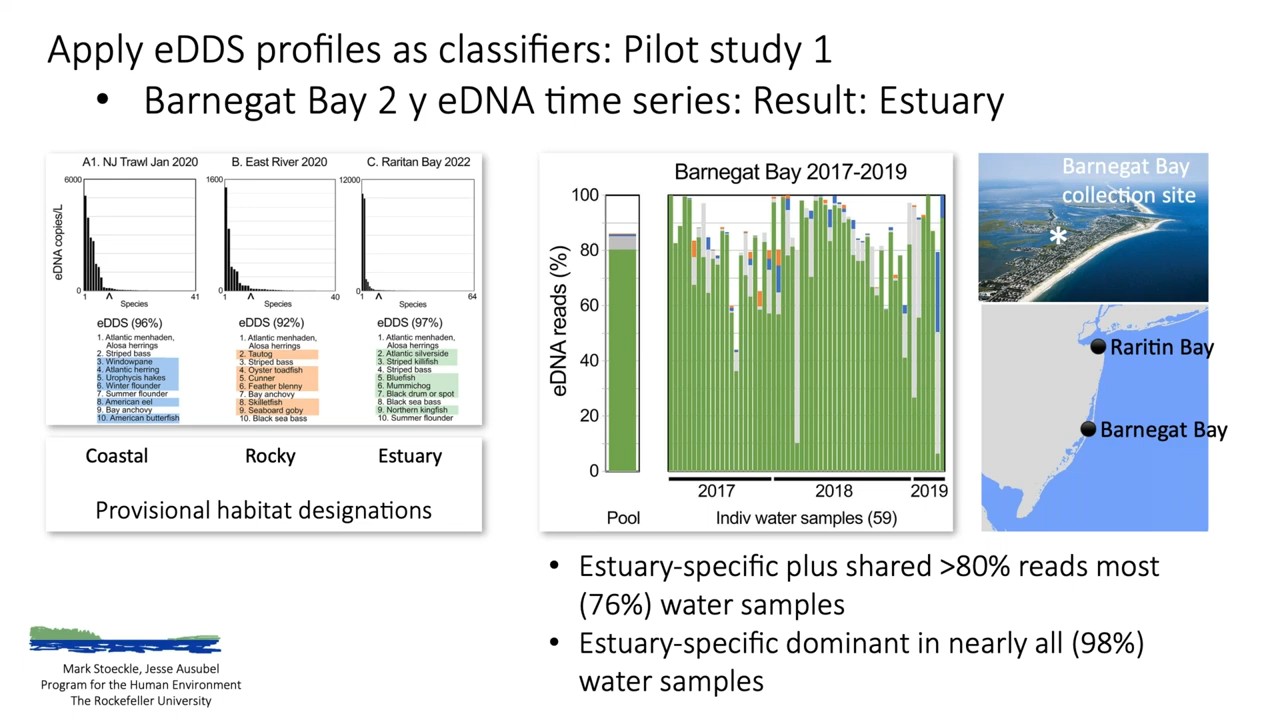 Apply eDDS profiles as classifiers: Pilot study 1
• Barnegat Bay 2 y eDNA time series: Result: Estuary
A1. NJ Trawl Jan 2020
6000
eDNA copies/L
0
1
41
Species
eDDS (96%)
1. Atlantic menhaden,
Alosa herrings
2. Striped bass
3. Windowpane
4. Atlantic herring
5. Urophycis hakes
6. Winter flounder
7. Summer flounder
8. American eel
9. Bay anchovy
10. American butterfish
B. East River 2020
1600
0
1
40
Species
eDDS (92%)
1. Atlantic menhaden,
Alosa herrings
2. Tautog
3. Striped bass
4. Oyster toadfish
5. Cunner
6. Feather blenny
7. Bay anchovy
8. Skilletfish
9. Seaboard goby
10. Black sea bass
C. Raritan Bay 2022
12000
0
1
64
Species
eDDS (97%)
1. Atlantic menhaden,
Alosa herrings
2. Atlantic silverside
3. Striped killifish
4. Striped bass
5. Bluefish
6. Mummichog
7. Black drum or spot
8. Black sea bass
9. Northern kingfish
10. Summer flounder
Coastal
Rocky
Estuary
Provisional habitat designations
Barnegat Bay 2017-2019
eDNA reads (%)
100
80
60
40
20
0
2017
2018
2019
Pool
Indiv water samples (59)
Barnegat Bay
collection site
*
Raritin Bay
Barnegat Bay
• Estuary-specific plus shared >80% reads most
(76%) water samples
• Estuary-specific dominant in nearly all (98%)
water samples
Mark Stoeckle, Jesse Ausubel
Program for the Human Environment
The Rockefeller University